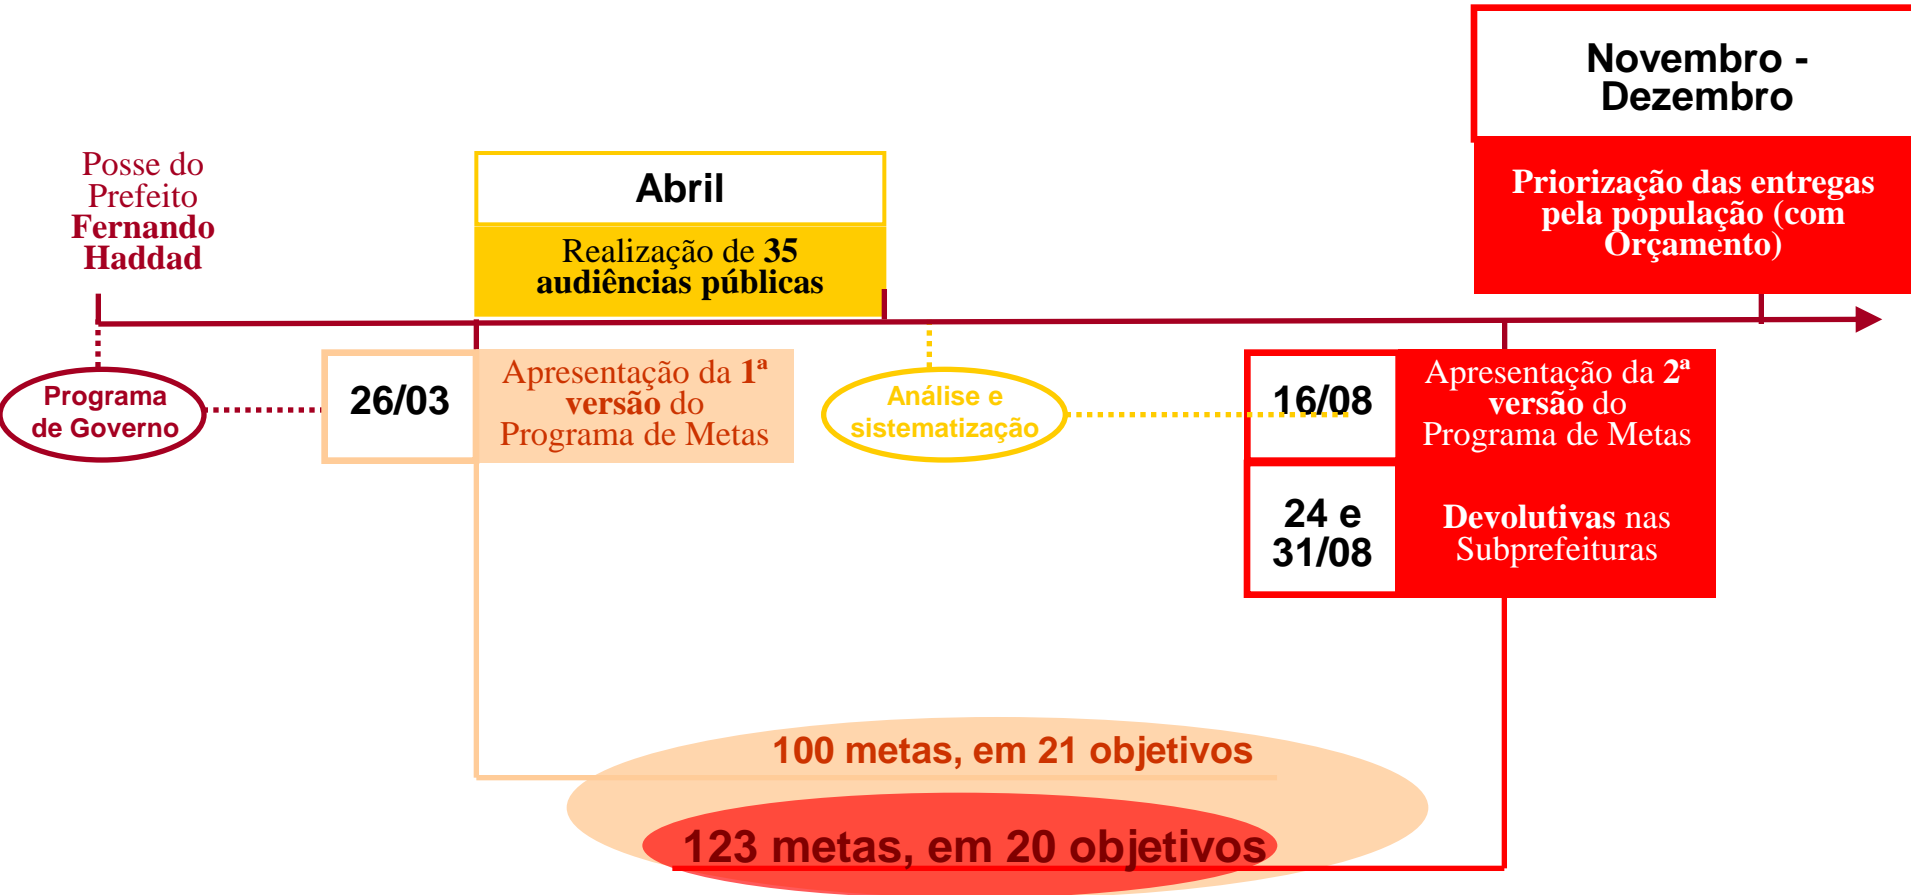 Novembro -
Dezembro
Priorização das entregas
pela população (com
Orçamento)
Posse do
Prefeito
Fernando
Haddad
Abril
Realização de 35
audiências públicas
Programa
de Governo
26/03
Apresentação da 1ª
versão do
Programa de Metas
Análise e
sistematização
16/08
Apresentação da 2ª
versão do
Programa de Metas
24 e
31/08
Devolutivas nas
Subprefeituras
100 metas, em 21 objetivos
123 metas, em 20 objetivos